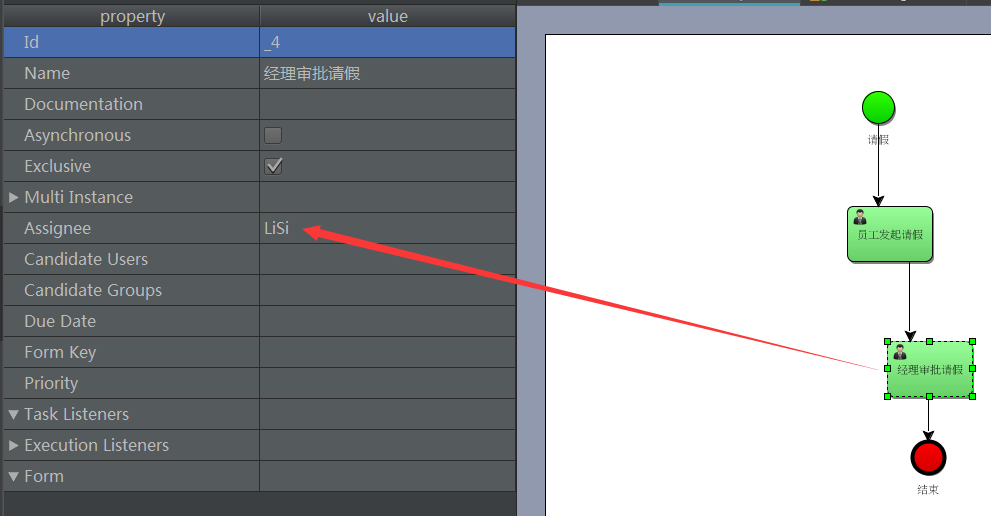 property value
Id _4
Name 经理审批请假
Documentation
Asynchronous
Exclusive
Multi Instance
Assignee LiSi
Candidate Users
Candidate Groups
Due Date
Form Key
Priority
Task Listeners
Execution Listeners
Form
请假
员工发起请假
经理审批请假
结束